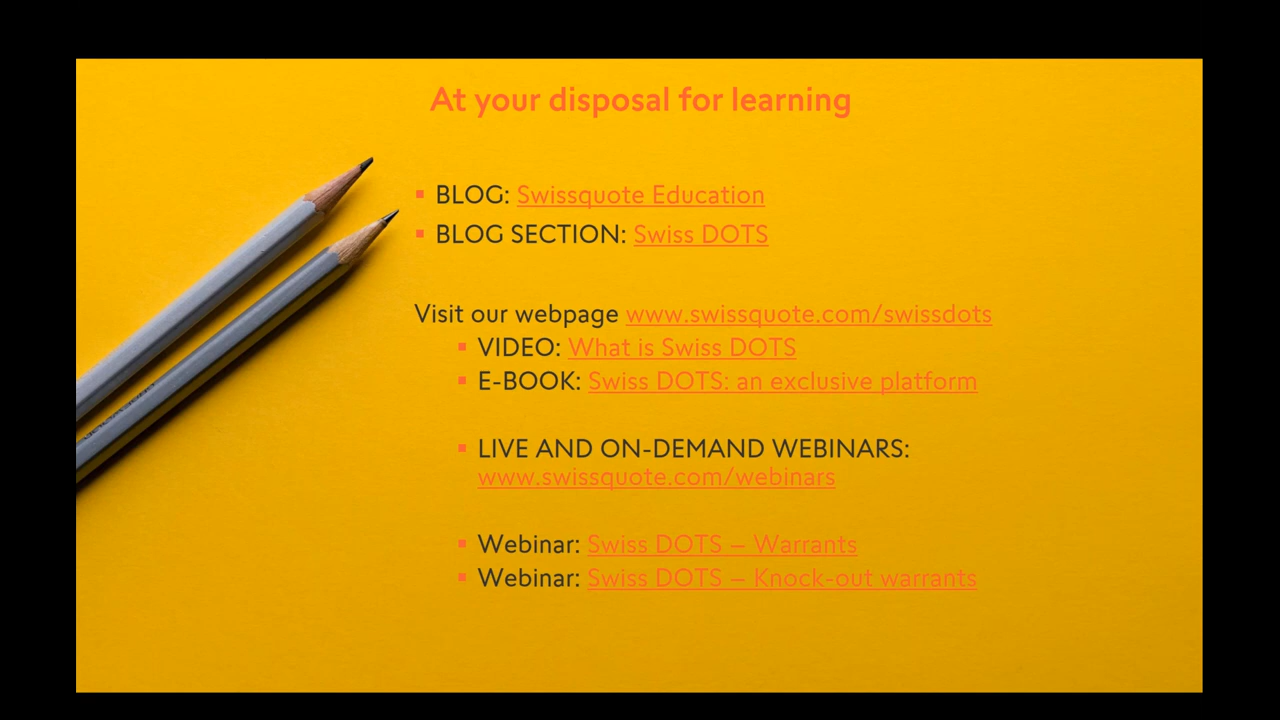 At your disposal for learning
▪ BLOG: Swissquote Education
▪ BLOG SECTION: Swiss DOTS
Visit our webpage www.swissquote.com/swissdots
▪ VIDEO: What is Swiss DOTS
▪ E-BOOK: Swiss DOTS: an exclusive platform
▪ LIVE AND ON-DEMAND WEBINARS:
www.swissquote.com/webinars
▪ Webinar: Swiss DOTS – Warrants
▪ Webinar: Swiss DOTS – Knock-out warrants